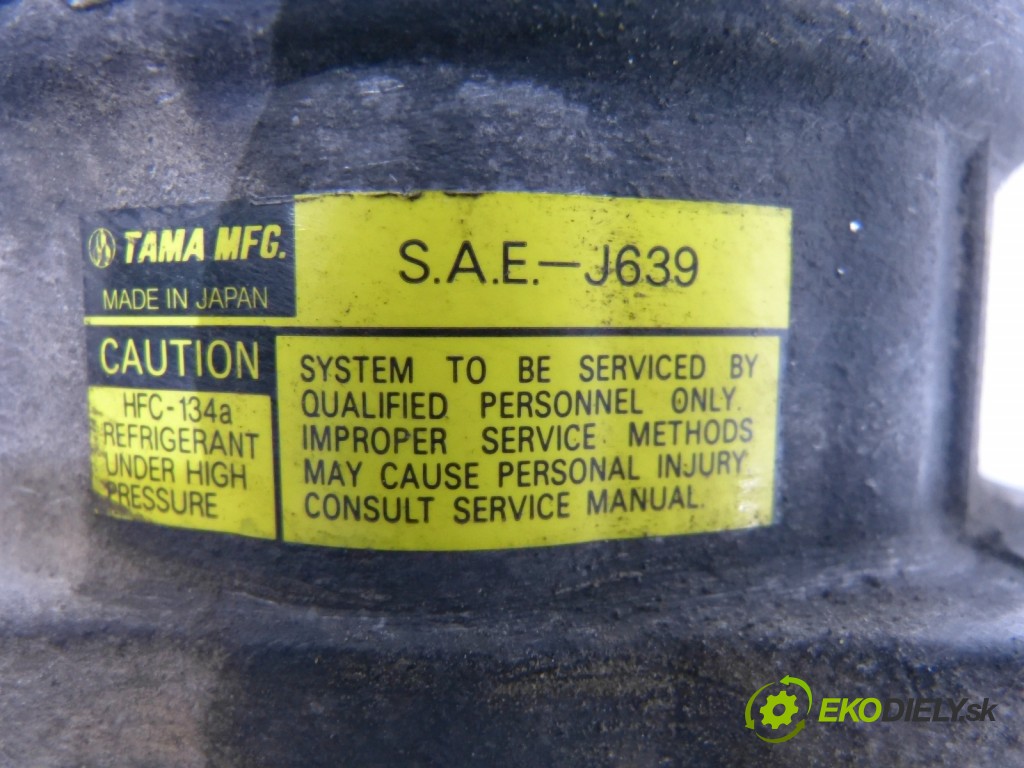 TAMA MFG.
MADE IN JAPAN
S.A.E.-J639
CAUTION
HFC-134a
REFRIGERANT
UNDER HIGH
PRESSURE
SYSTEM TO BE SERVICED BY
QUALIFIED PERSONNEL ONLY.
IMPROPER SERVICE METHODS
MAY CAUSE PERSONAL INJURY.
CONSULT SERVICE MANUAL.
EKODIELY.sk